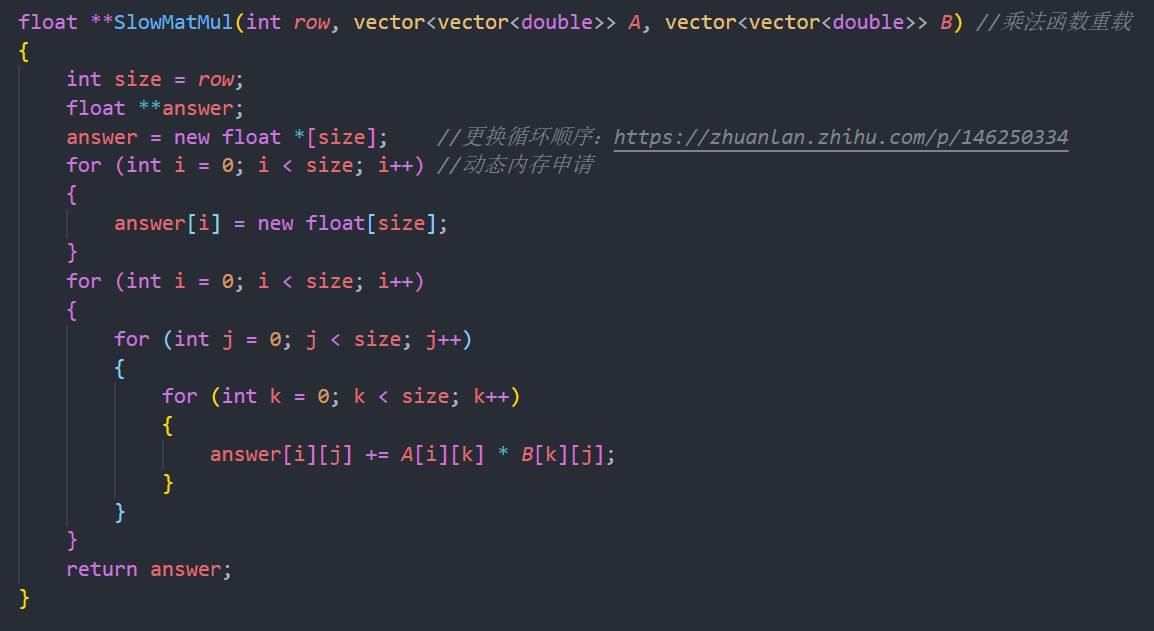 float **SlowMatMul(int row, vector<vector<double>> A, vector<vector<double>> B) //乘法函数重载
{
    int size = row;
    float **answer;
    answer = new float *[size];     //更换循环顺序：https://zhuanlan.zhihu.com/p/146250334
    for (int i = 0; i < size; i++) //动态内存申请
    {
        answer[i] = new float[size];
    }
    for (int i = 0; i < size; i++)
    {
        for (int j = 0; j < size; j++)
        {
            for (int k = 0; k < size; k++)
            {
                answer[i][j] += A[i][k] * B[k][j];
            }
        }
    }
    return answer;
}